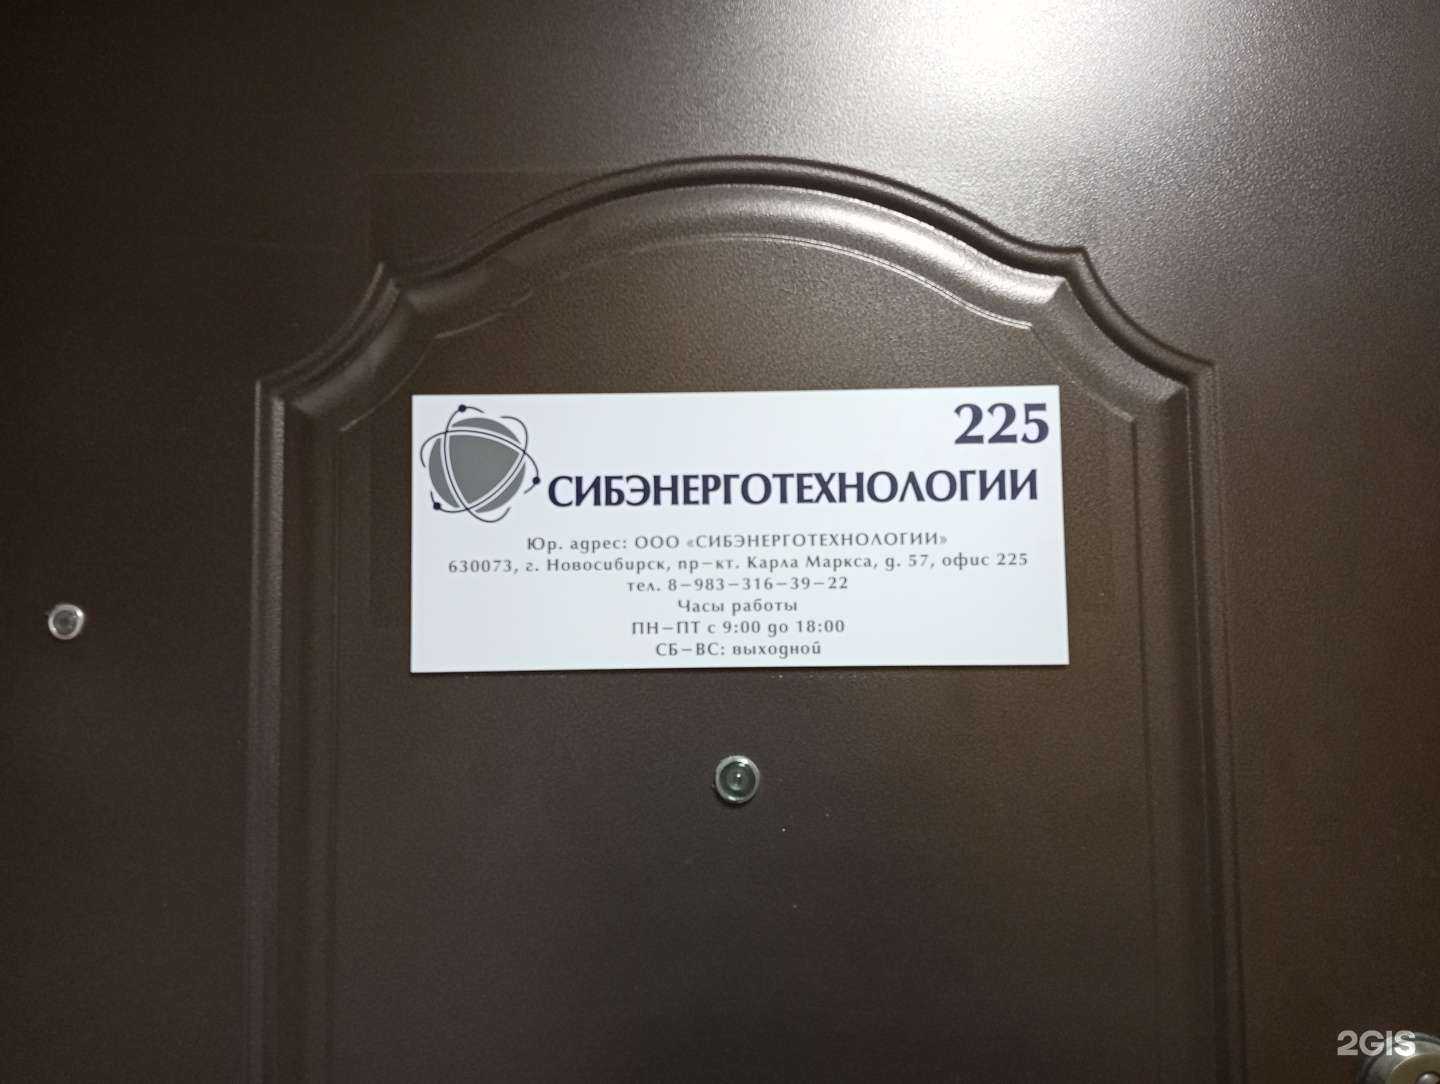 225
СИБЭНЕРГОТЕХНОЛОГИИ
Юр. адрес: ООО «СИБЭНЕРГОТЕХНОЛОГИИ»
630073, г. Новосибирск, пр-кт. Карла Маркса, д. 57, офис 225
тел. 8-983-316-39-22
Часы работы
ПН-ПТ с 9:00 до 18:00
СБ-ВС: выходной
2GIS